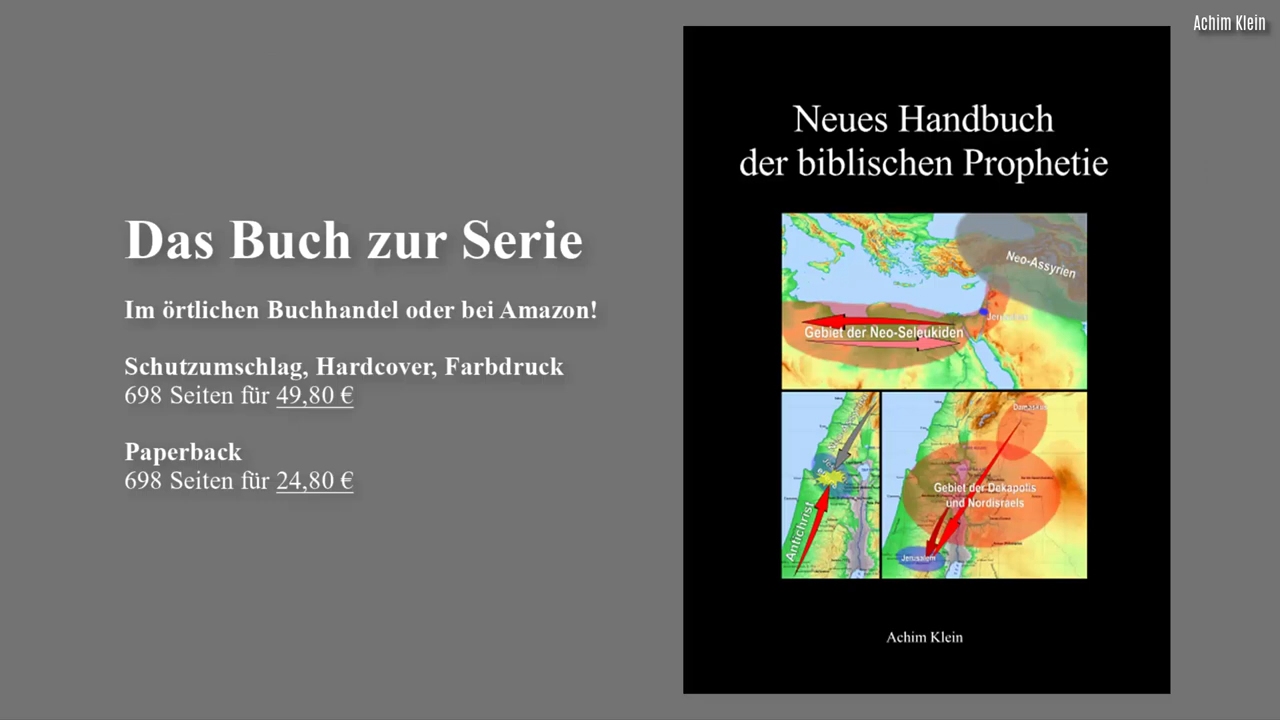 Achim Klein
Das Buch zur Serie
Im örtlichen Buchhandel oder bei Amazon!
Schutzumschlag, Hardcover, Farbdruck
698 Seiten für 49,80 €
Paperback
698 Seiten für 24,80 €
Neues Handbuch
der biblischen Prophetie
Neo-Assyrien
Gebiet der Neo-Seleukiden
Antichrist
Damaskus
Gebiet der Dekapolis
und Nordisraels
Jerusalem
Achim Klein